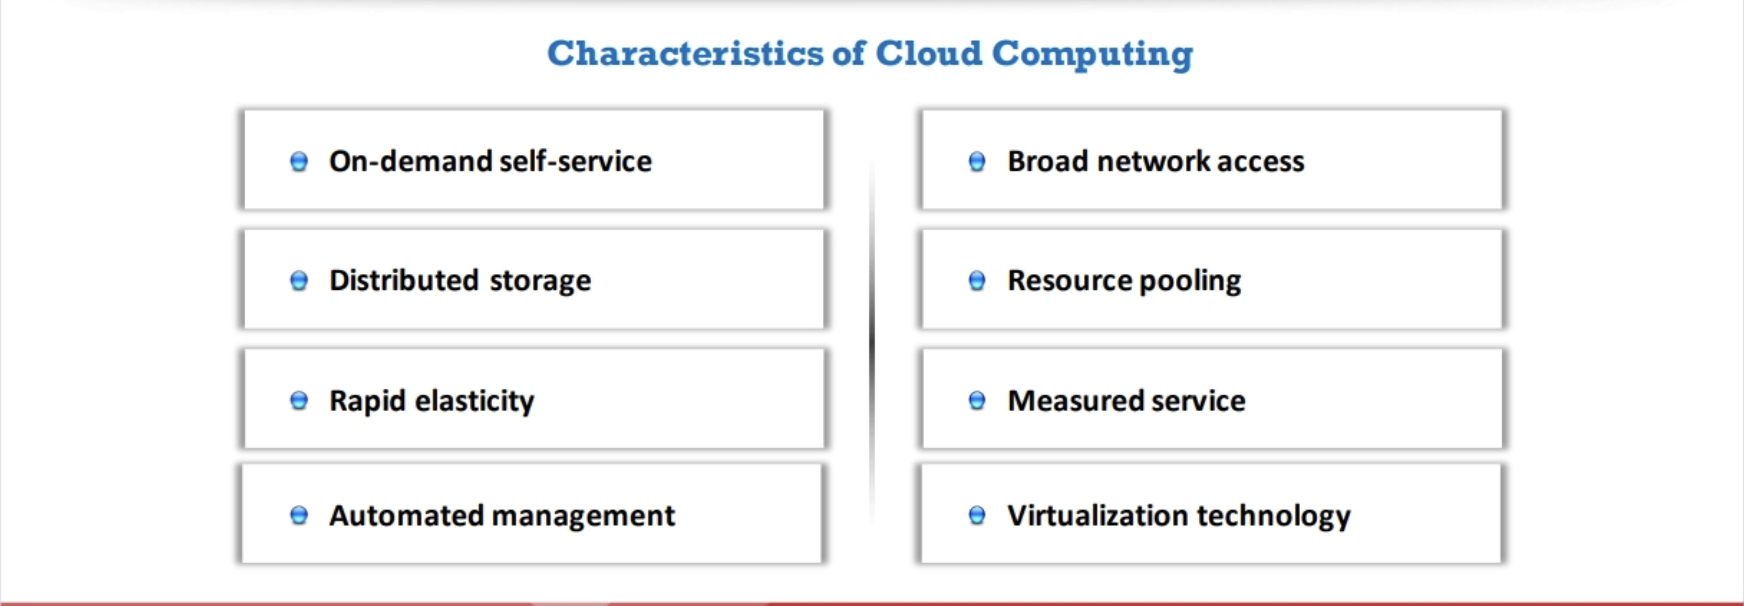 Characteristics of Cloud Computing
On-demand self-service
Broad network access
Distributed storage
Resource pooling
Rapid elasticity
Measured service
Automated management
Virtualization technology